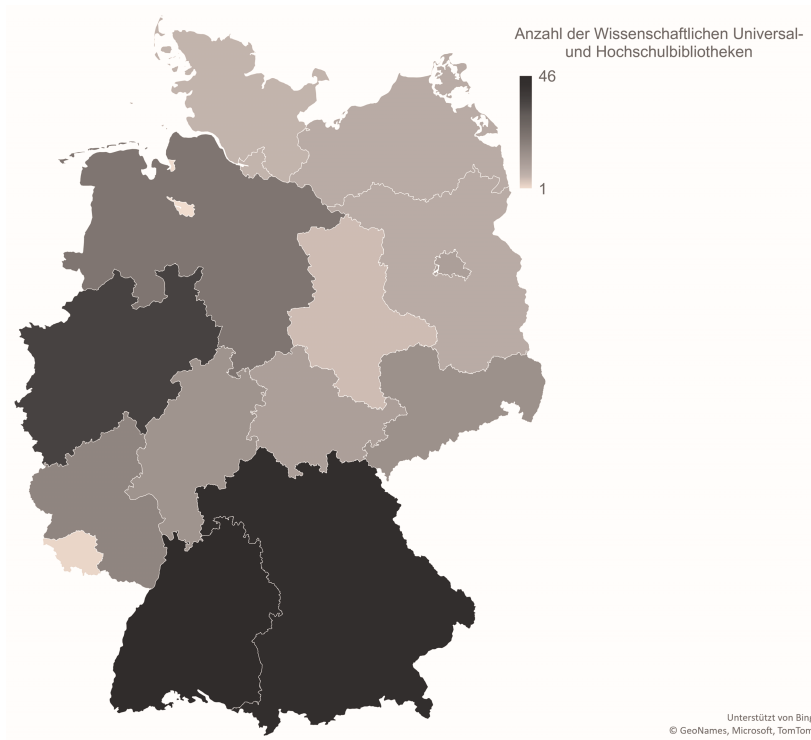 Anzahl der Wissenschaftlichen Universal-
und Hochschulbibliotheken
46
1
Unterstützt von Bing
© GeoNames, Microsoft, TomTom